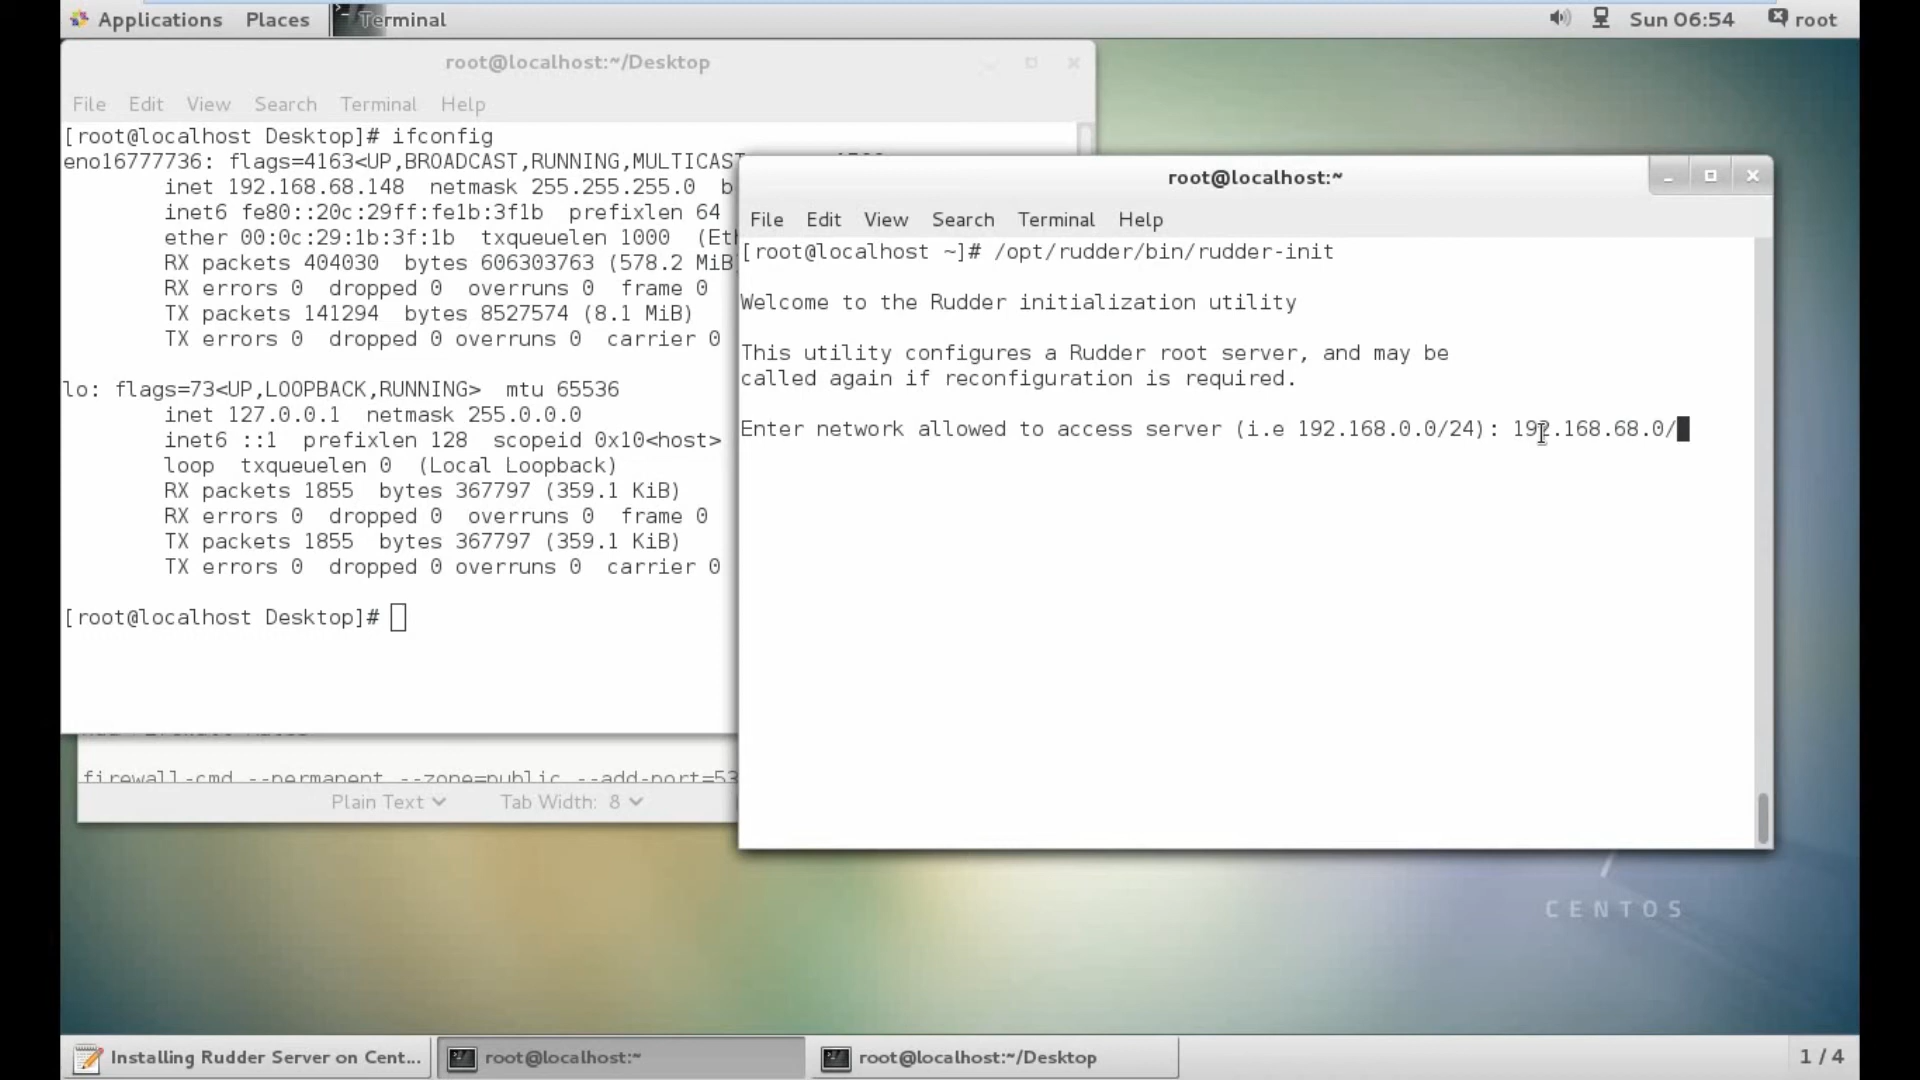 Applications Places Terminal Sun 06:54 root
root@localhost:~/Desktop
File Edit View Search Terminal Help
[root@localhost Desktop]# ifconfig
eno16777736: flags=4163<UP,BROADCAST,RUNNING,MULTICAST
inet 192.168.68.148 netmask 255.255.255.0 b
inet6 fe80::20c:29ff:fe1b:3f1b prefixlen 64
ether 00:0c:29:1b:3f:1b txqueuelen 1000 (Eth
RX packets 404030 bytes 606303763 (578.2 MiB
RX errors 0 dropped 0 overruns 0 frame 0
TX packets 141294 bytes 8527574 (8.1 MiB)
TX errors 0 dropped 0 overruns 0 carrier 0
lo: flags=73<UP,LOOPBACK,RUNNING> mtu 65536
inet 127.0.0.1 netmask 255.0.0.0
inet6 ::1 prefixlen 128 scopeid 0x10<host>
loop txqueuelen 0 (Local Loopback)
RX packets 1855 bytes 367797 (359.1 KiB)
RX errors 0 dropped 0 overruns 0 frame 0
TX packets 1855 bytes 367797 (359.1 KiB)
TX errors 0 dropped 0 overruns 0 carrier 0
[root@localhost Desktop]#
firewall-cmd --permanent --zone=public --add-port=53
Plain Text Tab Width: 8
root@localhost:~
File Edit View Search Terminal Help
[root@localhost ~]# /opt/rudder/bin/rudder-init
Welcome to the Rudder initialization utility
This utility configures a Rudder root server, and may be
called again if reconfiguration is required.
Enter network allowed to access server (i.e 192.168.0.0/24): 192.168.68.0/
CENTOS
Installing Rudder Server on Cent... root@localhost:~ root@localhost:~/Desktop 1 / 4